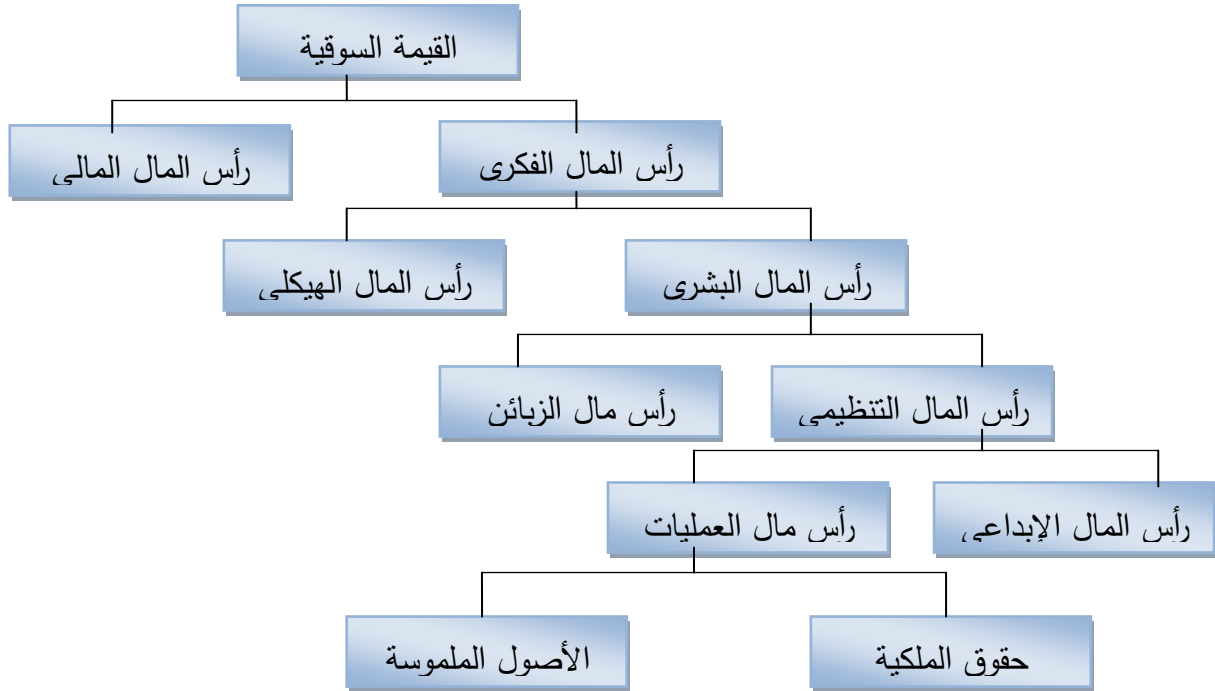 القيمة السوقية
رأس المال الفكرى
رأس المال المالى
رأس المال البشرى
رأس المال الهيكلى
رأس المال التنظيمى
رأس مال الزبائن
رأس المال الإبداعى
رأس مال العمليات
حقوق الملكية
الأصول الملموسة